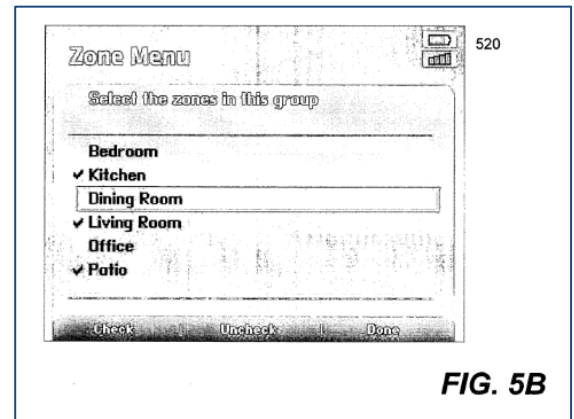 Zone Menu
520
Select the zones in this group
Bedroom
✓ Kitchen
Dining Room
✓ Living Room
Office
✓ Patio
Check Uncheck Done
FIG. 5B